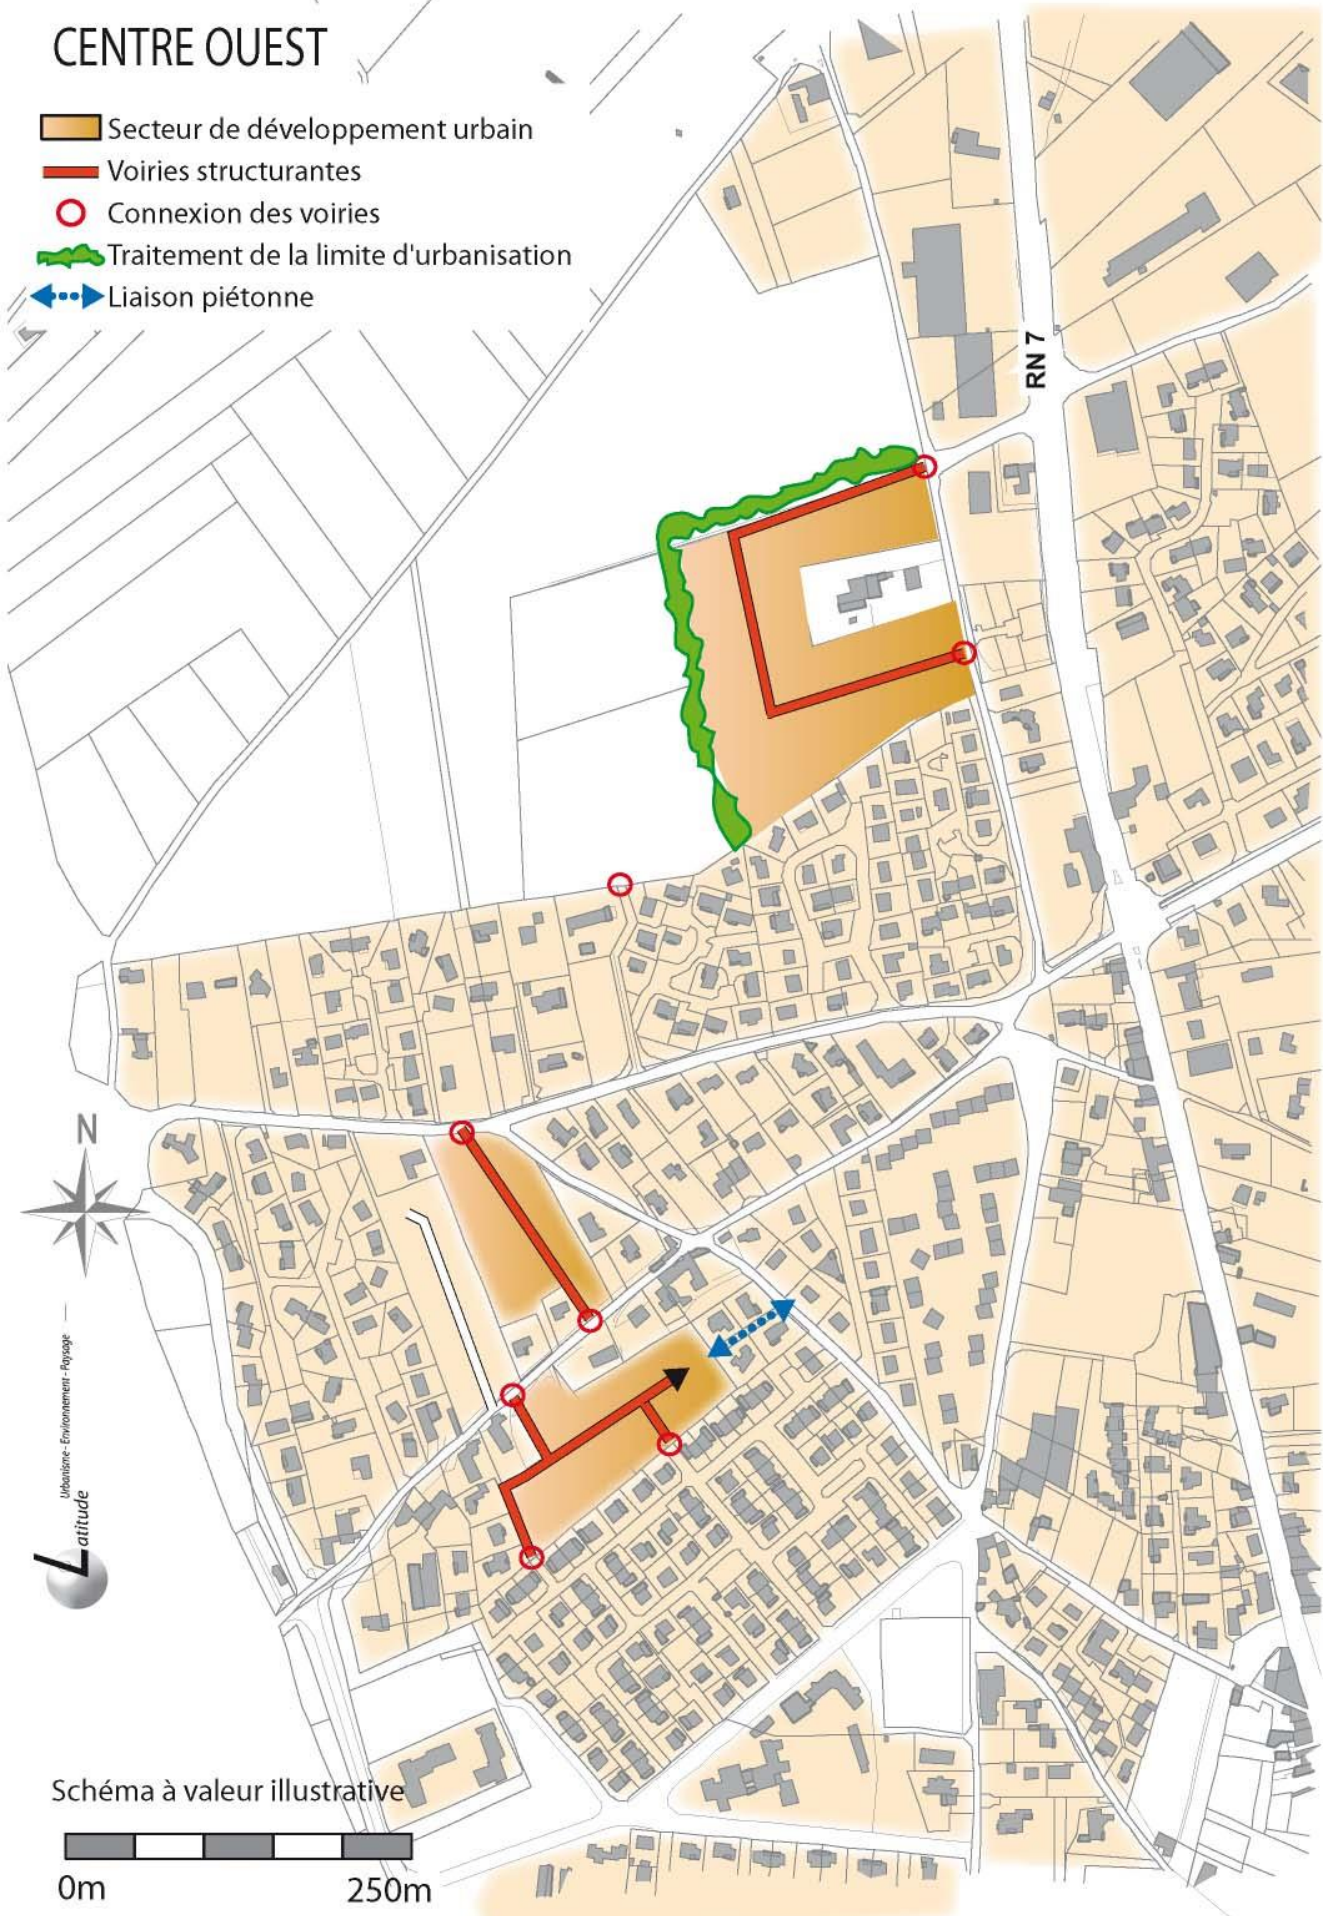 CENTRE OUEST
Secteur de développement urbain
Voiries structurantes
Connexion des voiries
Traitement de la limite d'urbanisation
Liaison piétonne
RN 7
N
Urbanisme - Environnement - Paysage
Latitude
Schéma à valeur illustrative
0m 250m